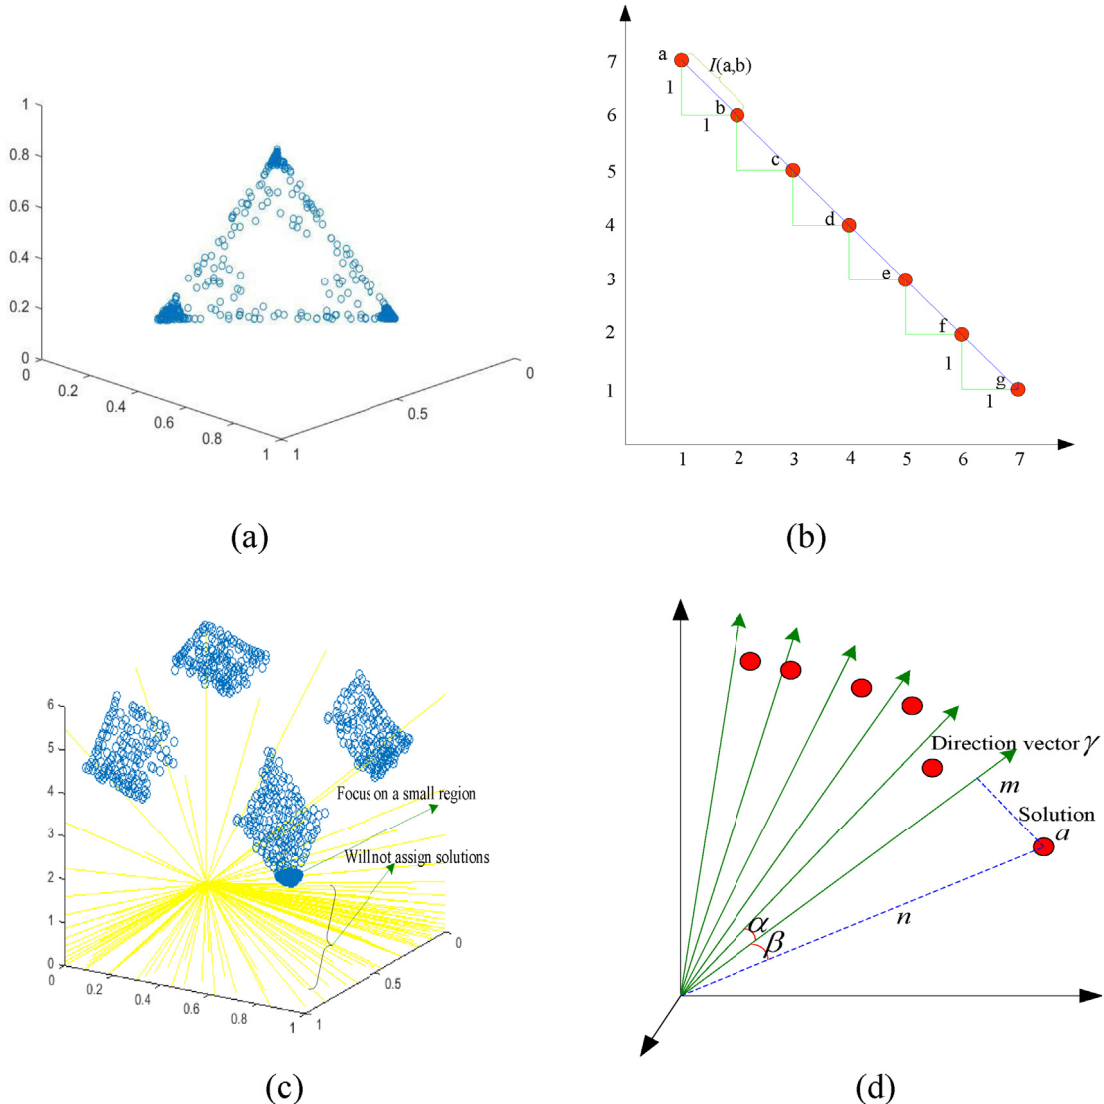 1
0.8
0.6
0.4
0.2
0
0
0.2
0.4
0.6
0.8
1
1
0.5
0
(a)
7
6
5
4
3
2
1
a
I(a,b)
1
b
1
c
d
e
f
1
g
1
1 2 3 4 5 6 7
(b)
6
5
4
3
2
1
0
0
0.2
0.4
0.6
0.8
1
1
0.5
0
Focus on a small region
Will not assign solutions
(c)
Direction vector γ
m
Solution
a
n
α
β
(d)